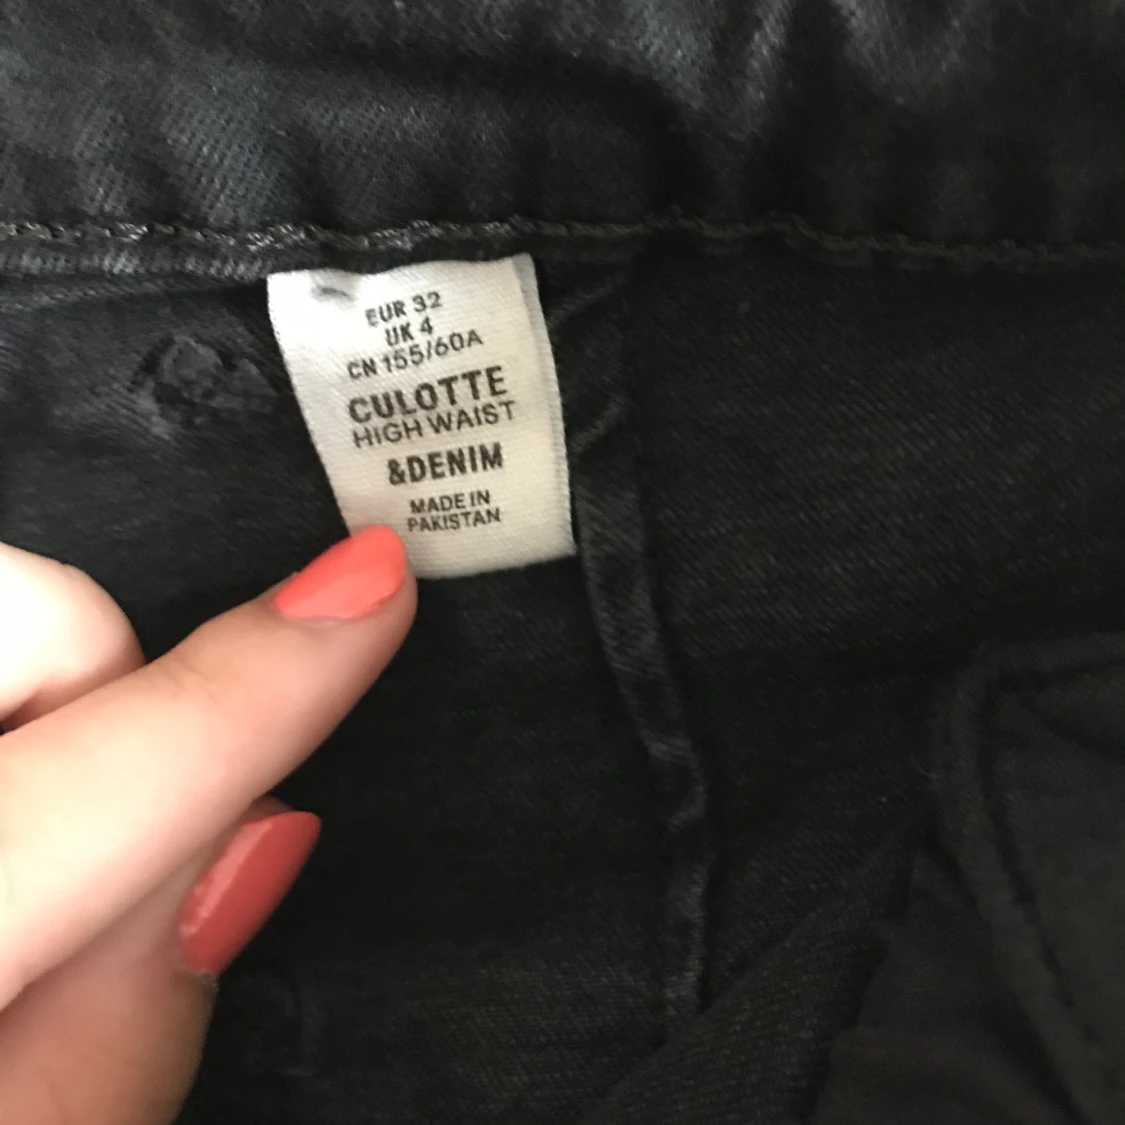 EUR 32
UK 4
CN 155/60A
CULOTTE
HIGH WAIST
&DENIM
MADE IN
PAKISTAN